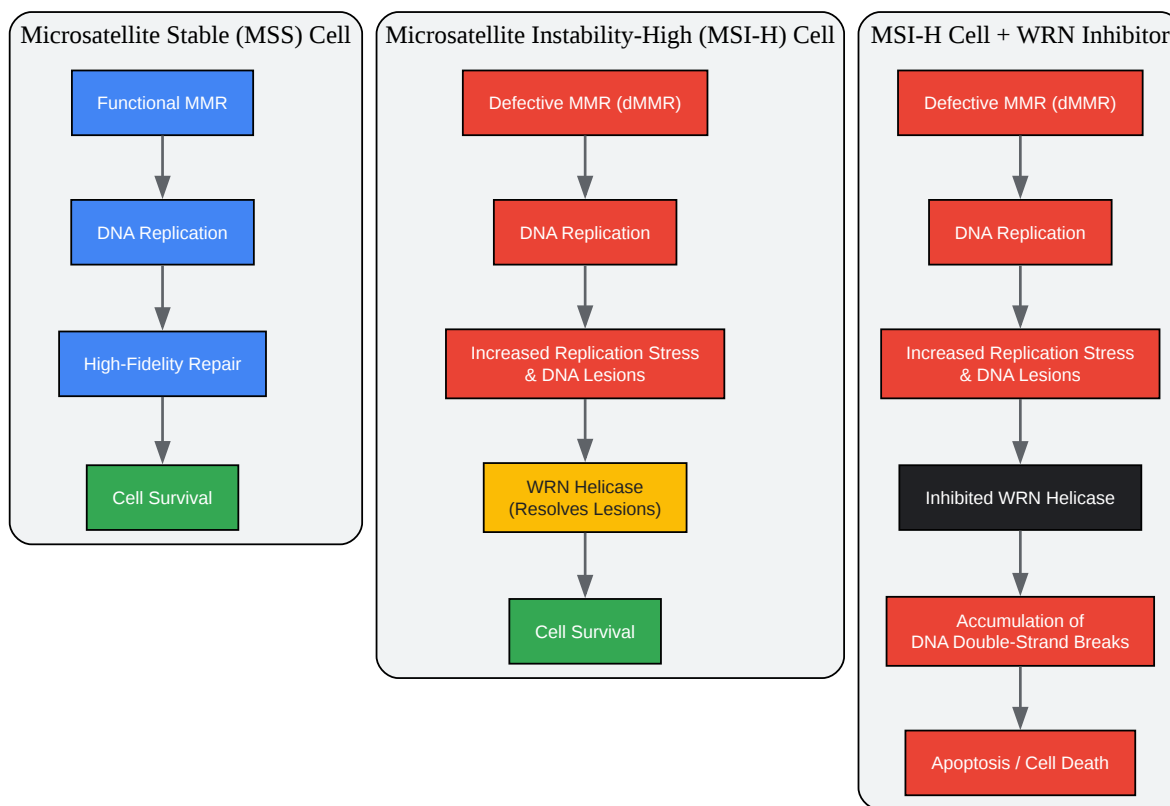 Microsatellite Stable (MSS) Cell
Functional MMR
DNA Replication
High-Fidelity Repair
Cell Survival
Microsatellite Instability-High (MSI-H) Cell
Defective MMR (dMMR)
DNA Replication
Increased Replication Stress
& DNA Lesions
WRN Helicase
(Resolves Lesions)
Cell Survival
MSI-H Cell + WRN Inhibitor
Defective MMR (dMMR)
DNA Replication
Increased Replication Stress
& DNA Lesions
Inhibited WRN Helicase
Accumulation of
DNA Double-Strand Breaks
Apoptosis / Cell Death